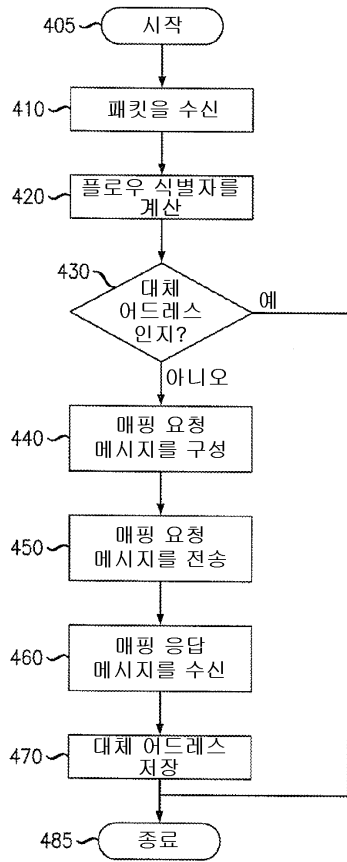 405
시작
410
패킷을 수신
420
플로우 식별자를
계산
430
대체
어드레스
인지?
예
아니오
440
매핑 요청
메시지를 구성
450
매핑 요청
메시지를 전송
460
매핑 응답
메시지를 수신
470
대체 어드레스
저장
485
종료